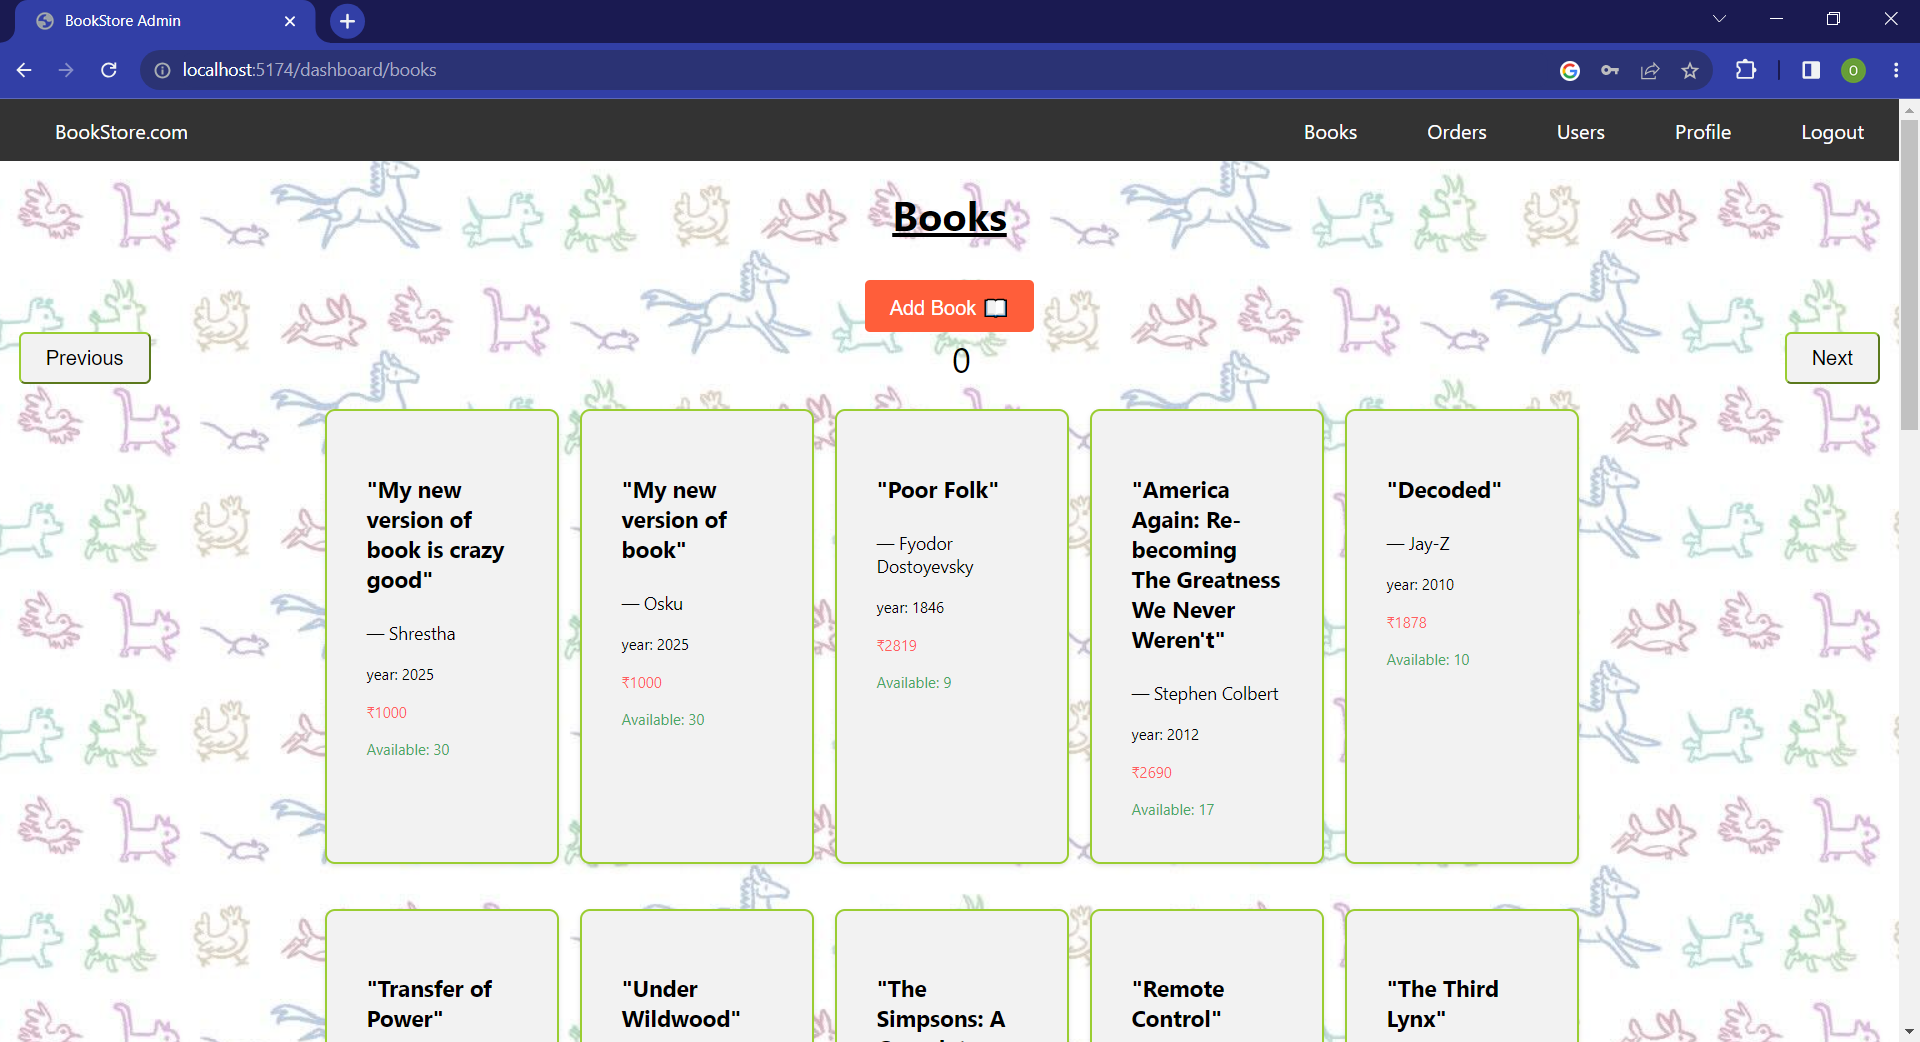 BookStore Admin
localhost:5174/dashboard/books
O
BookStore.com
Books
Orders
Users
Profile
Logout
Books
Add Book
Previous
0
Next
"My new
version of
book is crazy
good"
— Shrestha
year: 2025
₹1000
Available: 30
"My new
version of
book"
— Osku
year: 2025
₹1000
Available: 30
"Poor Folk"
— Fyodor
Dostoyevsky
year: 1846
₹2819
Available: 9
"America
Again: Re-
becoming
The Greatness
We Never
Weren't"
— Stephen Colbert
year: 2012
₹2690
Available: 17
"Decoded"
— Jay-Z
year: 2010
₹1878
Available: 10
"Transfer of
Power"
"Under
Wildwood"
"The
Simpsons: A
"Remote
Control"
"The Third
Lynx"